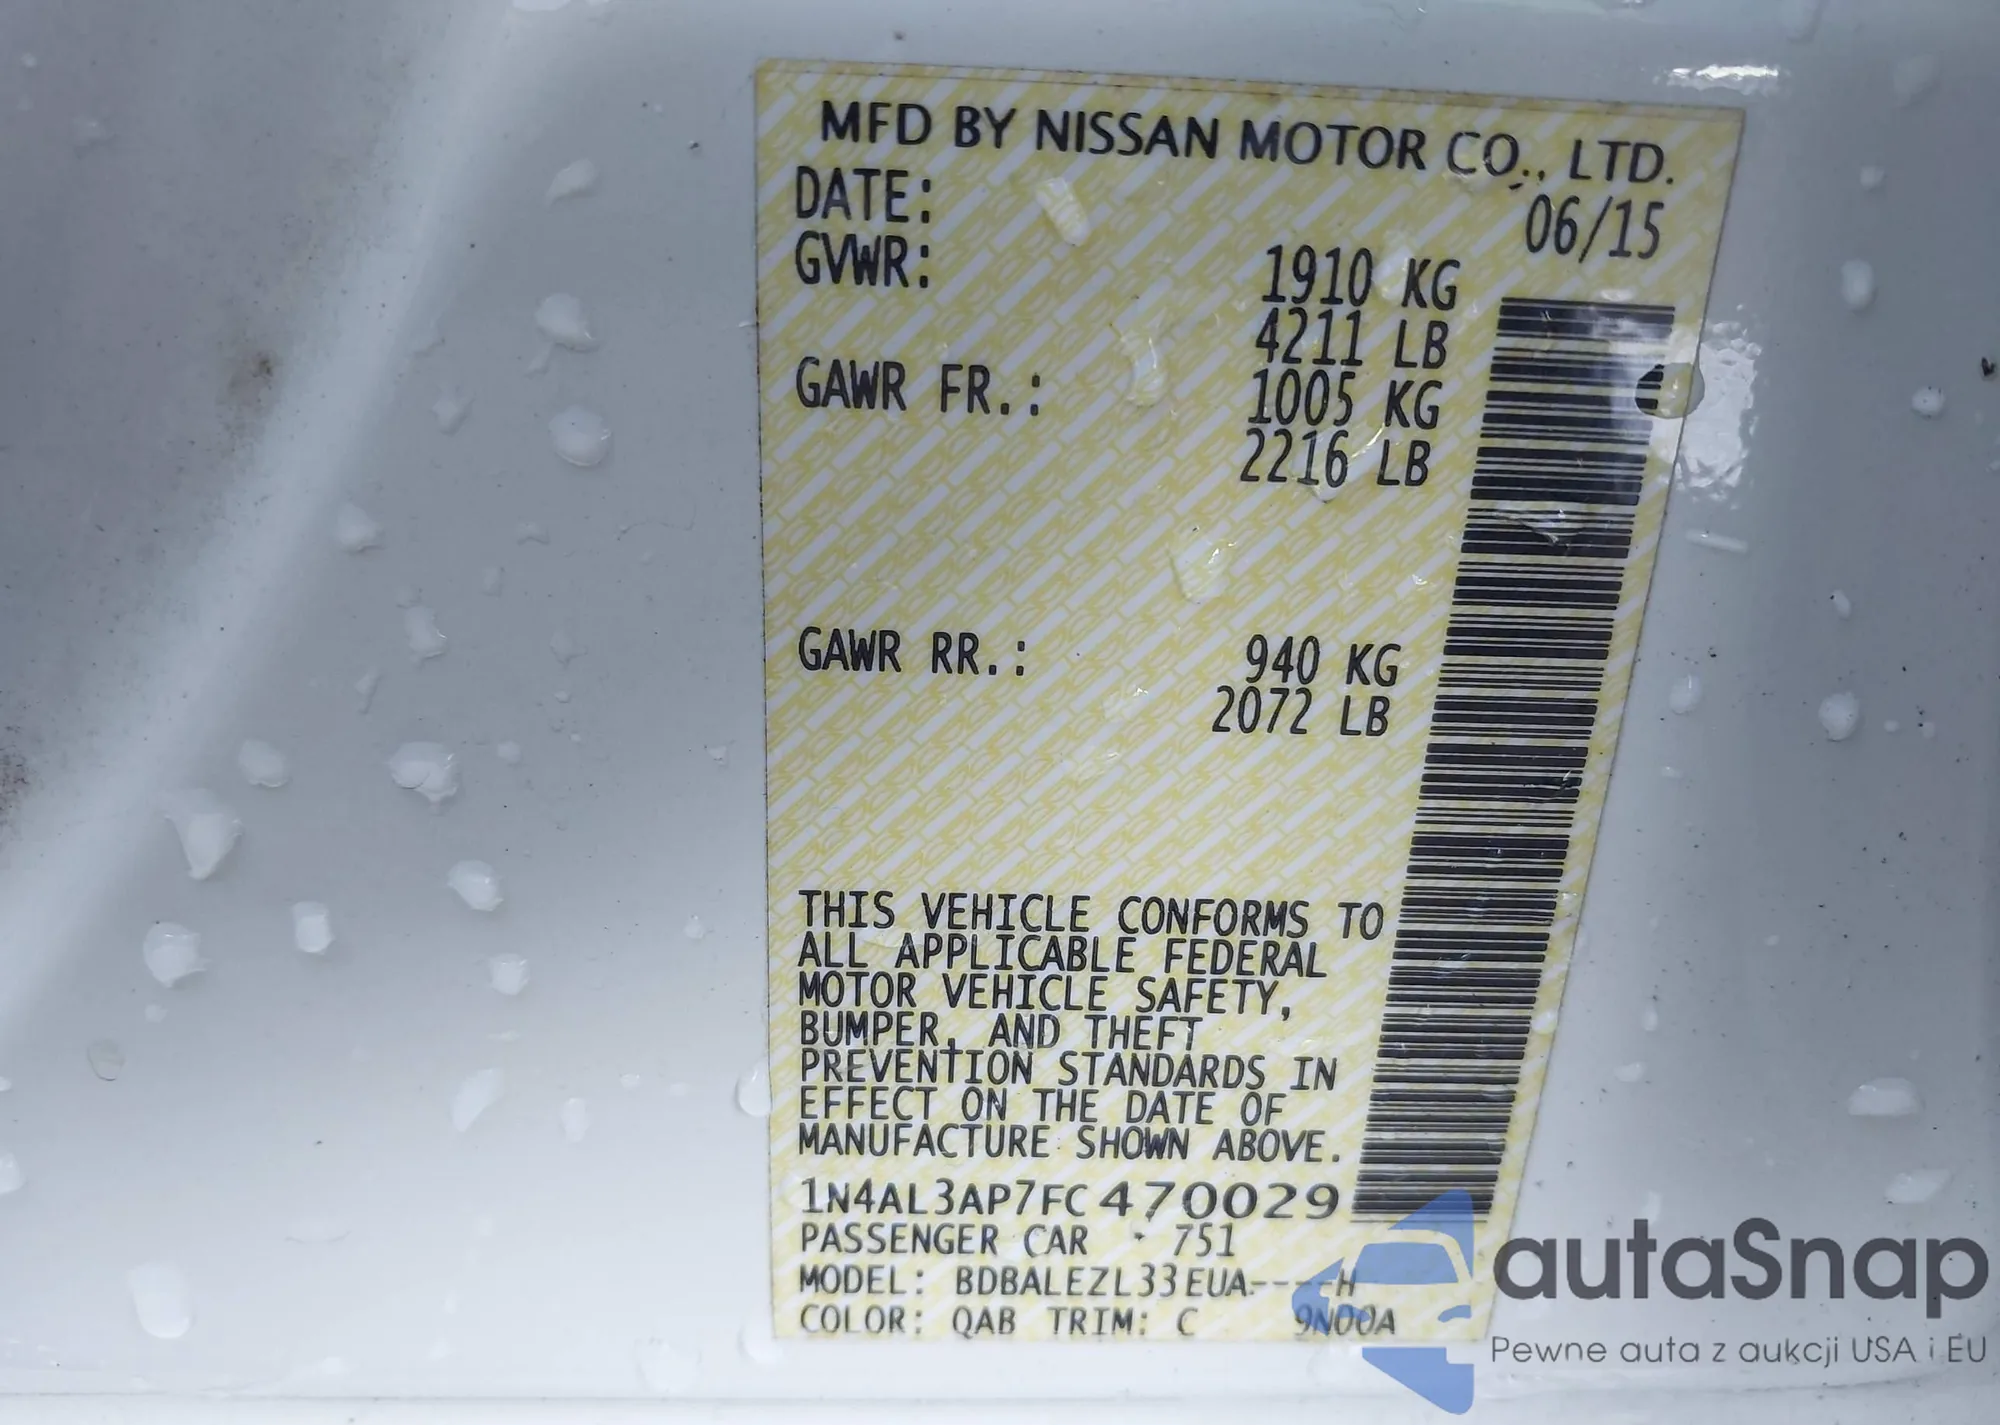 MFD BY NISSAN MOTOR CO., LTD.
DATE: 06/15
GVWR: 1910 KG
4211 LB
GAWR FR.: 1005 KG
2216 LB
GAWR RR.: 940 KG
2072 LB
THIS VEHICLE CONFORMS TO
ALL APPLICABLE FEDERAL
MOTOR VEHICLE SAFETY,
BUMPER, AND THEFT
PREVENTION STANDARDS IN
EFFECT ON THE DATE OF
MANUFACTURE SHOWN ABOVE.
1N4AL3AP7FC470029
PASSENGER CAR 751
MODEL: BDBALEZL33EUA----H
COLOR: QAB TRIM: C 9N00A
autaSnap
Pewne auta z aukcji USA i EU